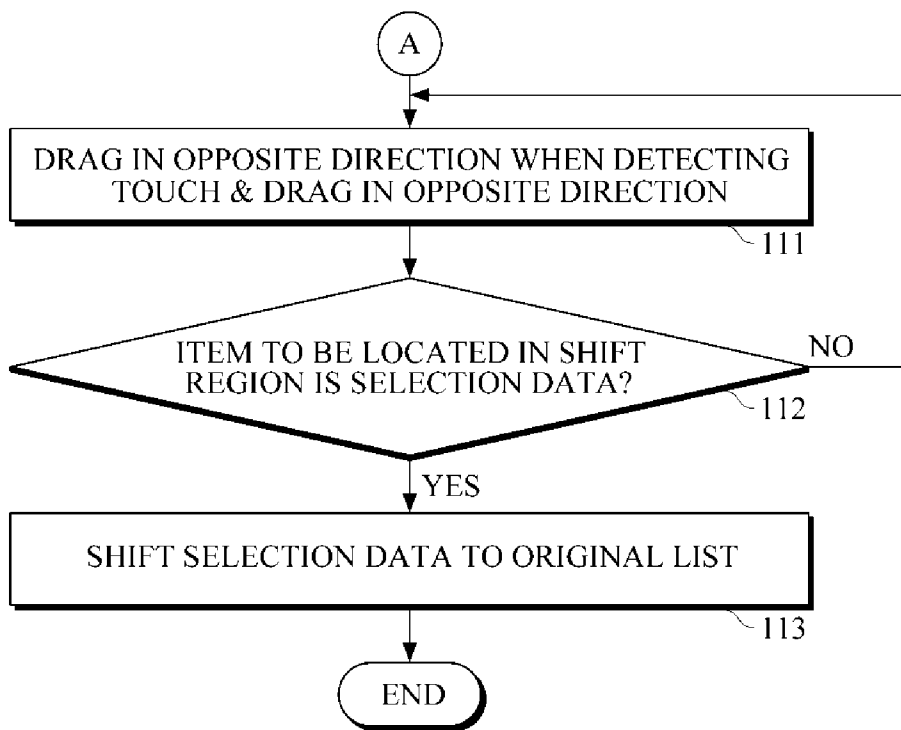 A
DRAG IN OPPOSITE DIRECTION WHEN DETECTING
TOUCH & DRAG IN OPPOSITE DIRECTION
111
ITEM TO BE LOCATED IN SHIFT
REGION IS SELECTION DATA?
NO
112
YES
SHIFT SELECTION DATA TO ORIGINAL LIST
113
END